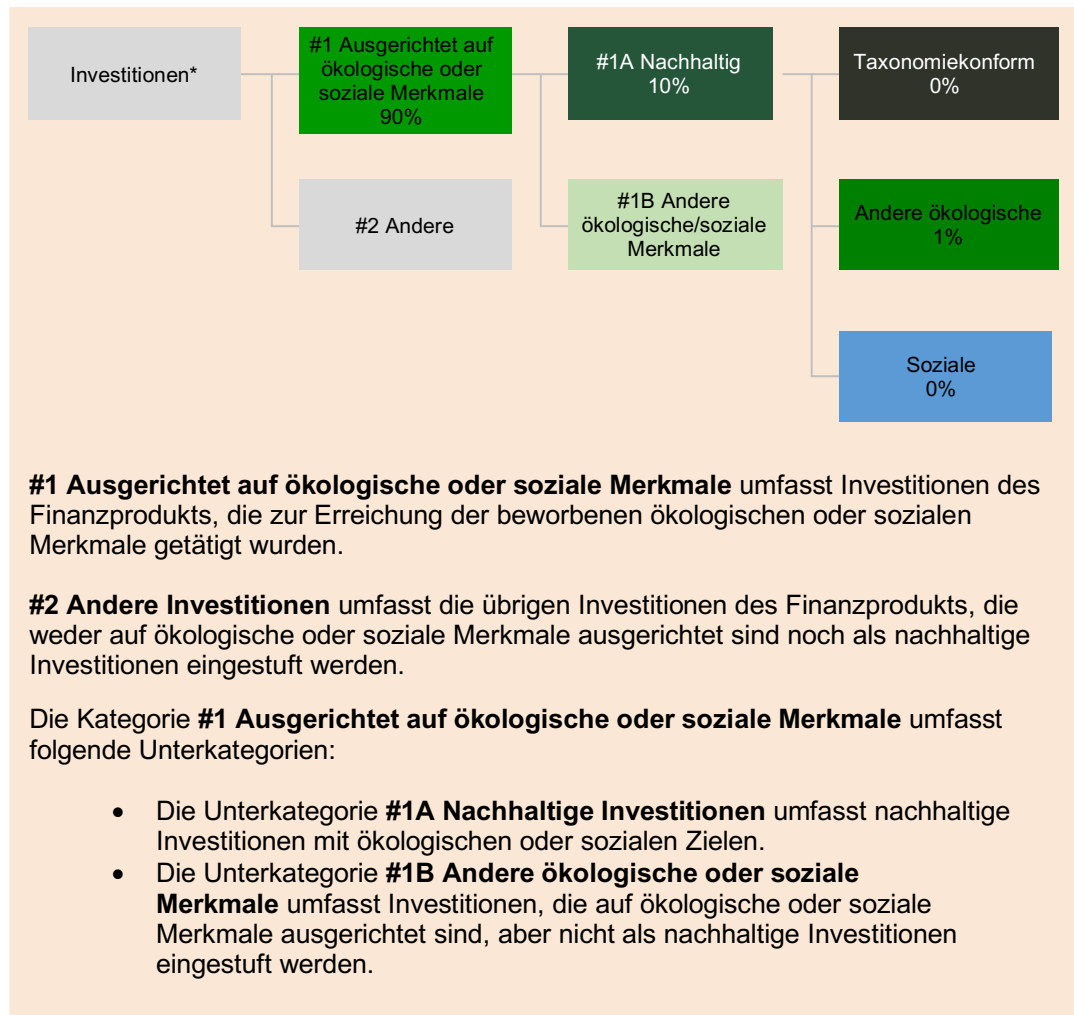 Investitionen*
#1 Ausgerichtet auf
ökologische oder
soziale Merkmale
90%
#1A Nachhaltig
10%
Taxonomiekonform
0%
#2 Andere
#1B Andere
ökologische/soziale
Merkmale
Andere ökologische
1%
Soziale
0%
#1 Ausgerichtet auf ökologische oder soziale Merkmale umfasst Investitionen des
Finanzprodukts, die zur Erreichung der beworbenen ökologischen oder sozialen
Merkmale getätigt wurden.
#2 Andere Investitionen umfasst die übrigen Investitionen des Finanzprodukts, die
weder auf ökologische oder soziale Merkmale ausgerichtet sind noch als nachhaltige
Investitionen eingestuft werden.
Die Kategorie #1 Ausgerichtet auf ökologische oder soziale Merkmale umfasst
folgende Unterkategorien:
• Die Unterkategorie #1A Nachhaltige Investitionen umfasst nachhaltige
Investitionen mit ökologischen oder sozialen Zielen.
• Die Unterkategorie #1B Andere ökologische oder soziale
Merkmale umfasst Investitionen, die auf ökologische oder soziale
Merkmale ausgerichtet sind, aber nicht als nachhaltige Investitionen
eingestuft werden.